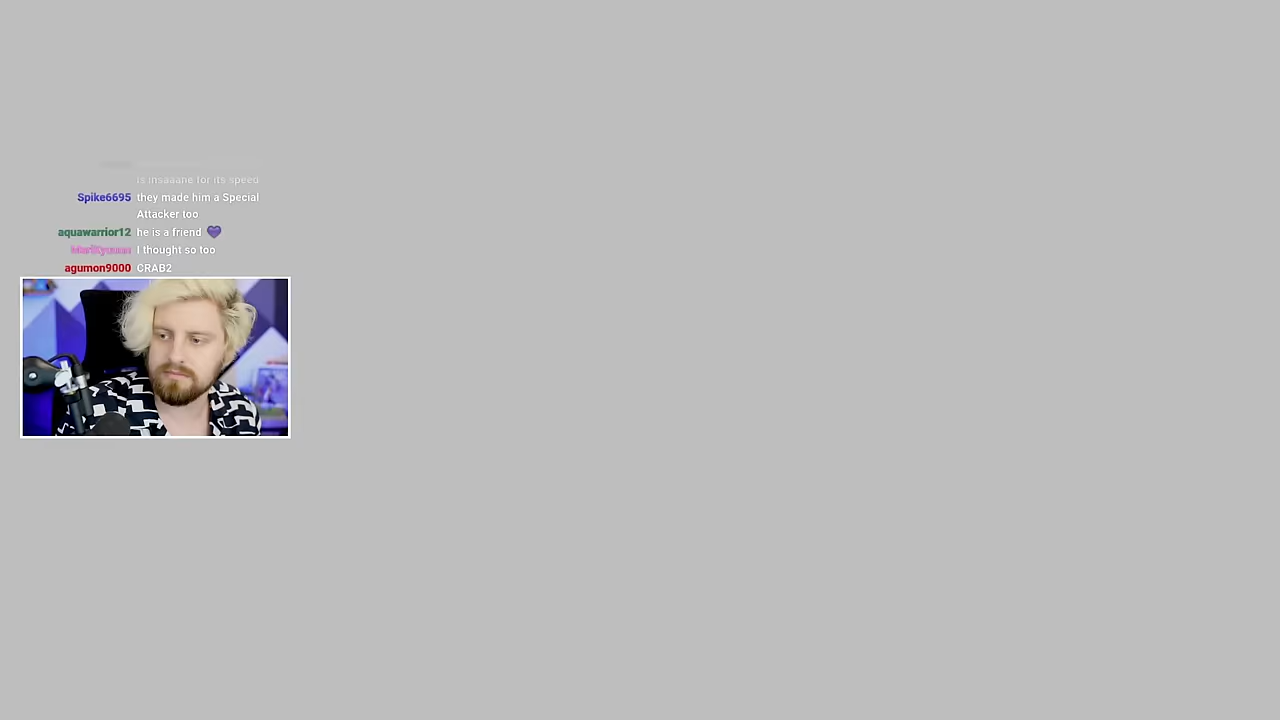 is insaaane for its speed
Spike6695 they made him a Special
Attacker too
aquawarrior12 he is a friend 💜
I thought so too
agumon9000 CRAB2